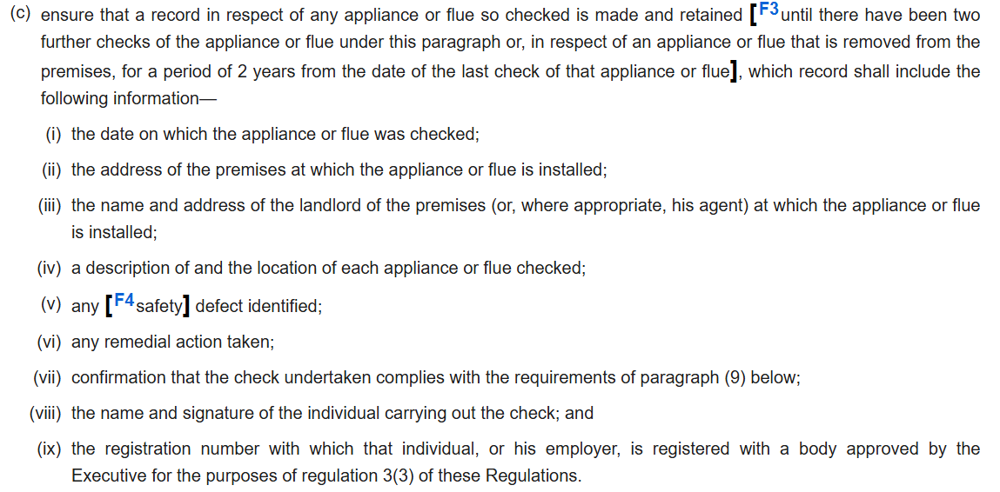 (c) ensure that a record in respect of any appliance or flue so checked is made and retained [F3until there have been two
further checks of the appliance or flue under this paragraph or, in respect of an appliance or flue that is removed from the
premises, for a period of 2 years from the date of the last check of that appliance or flue], which record shall include the
following information—
(i) the date on which the appliance or flue was checked;
(ii) the address of the premises at which the appliance or flue is installed;
(iii) the name and address of the landlord of the premises (or, where appropriate, his agent) at which the appliance or flue
is installed;
(iv) a description of and the location of each appliance or flue checked;
(v) any [F4safety] defect identified;
(vi) any remedial action taken;
(vii) confirmation that the check undertaken complies with the requirements of paragraph (9) below;
(viii) the name and signature of the individual carrying out the check; and
(ix) the registration number with which that individual, or his employer, is registered with a body approved by the
Executive for the purposes of regulation 3(3) of these Regulations.